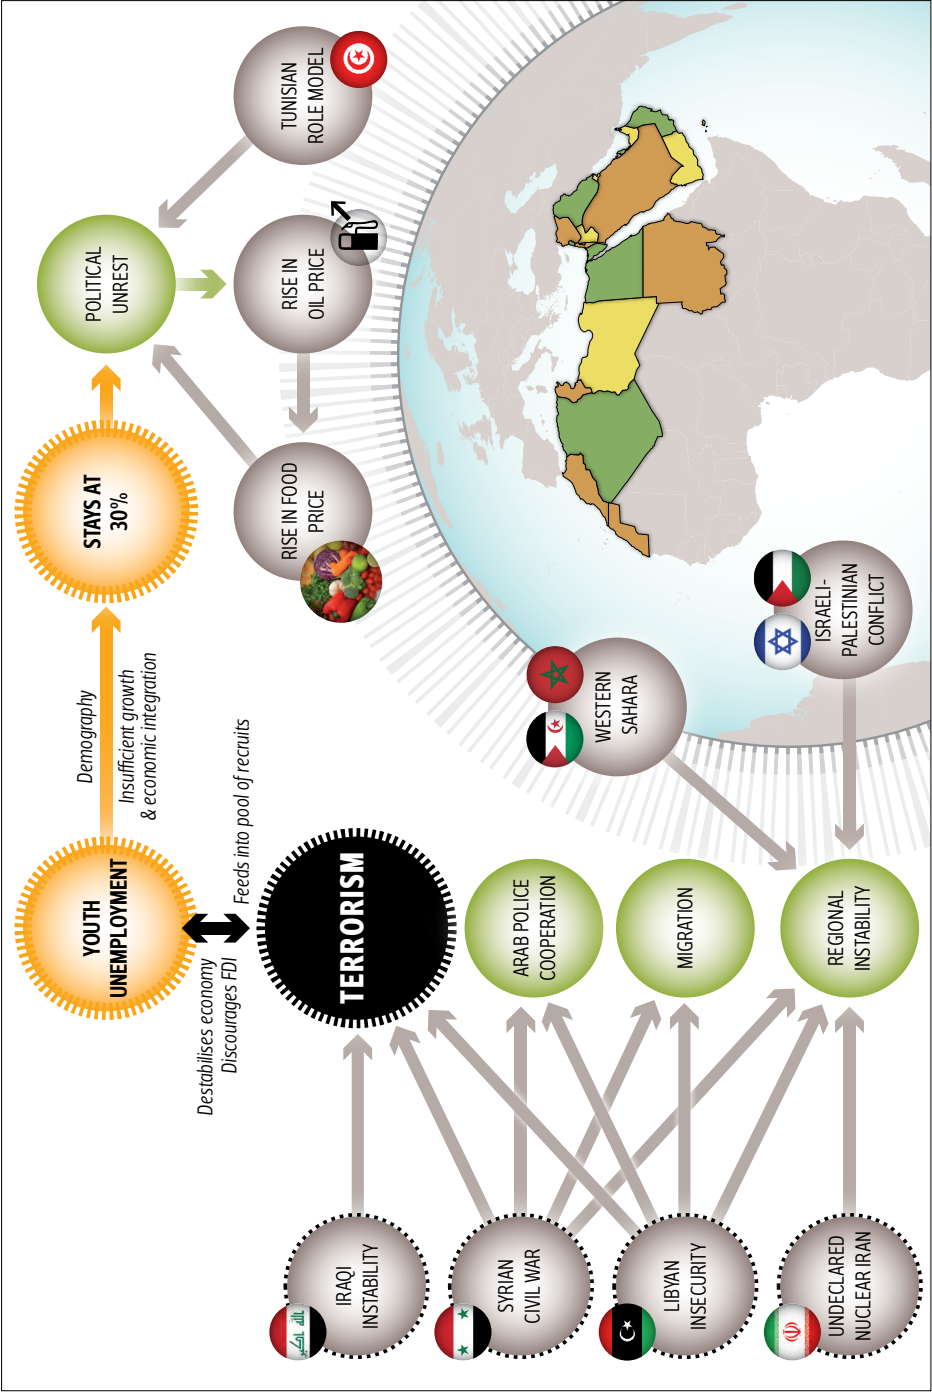 YOUTH
UNEMPLOYMENT
Demography
Insufficient growth
& economic integration
STAYS AT
30%
POLITICAL
UNREST
Destabilises economy
Discourages FDI
Feeds into pool of recruits
RISE IN FOOD
PRICE
RISE IN
OIL PRICE
TUNISIAN
ROLE MODEL
الله اكبر
IRAQI
INSTABILITY
TERRORISM
SYRIAN
CIVIL WAR
ARAB POLICE
COOPERATION
WESTERN
SAHARA
LIBYAN
INSECURITY
MIGRATION
UNDECLARED
NUCLEAR IRAN
REGIONAL
INSTABILITY
ISRAELI-
PALESTINIAN
CONFLICT